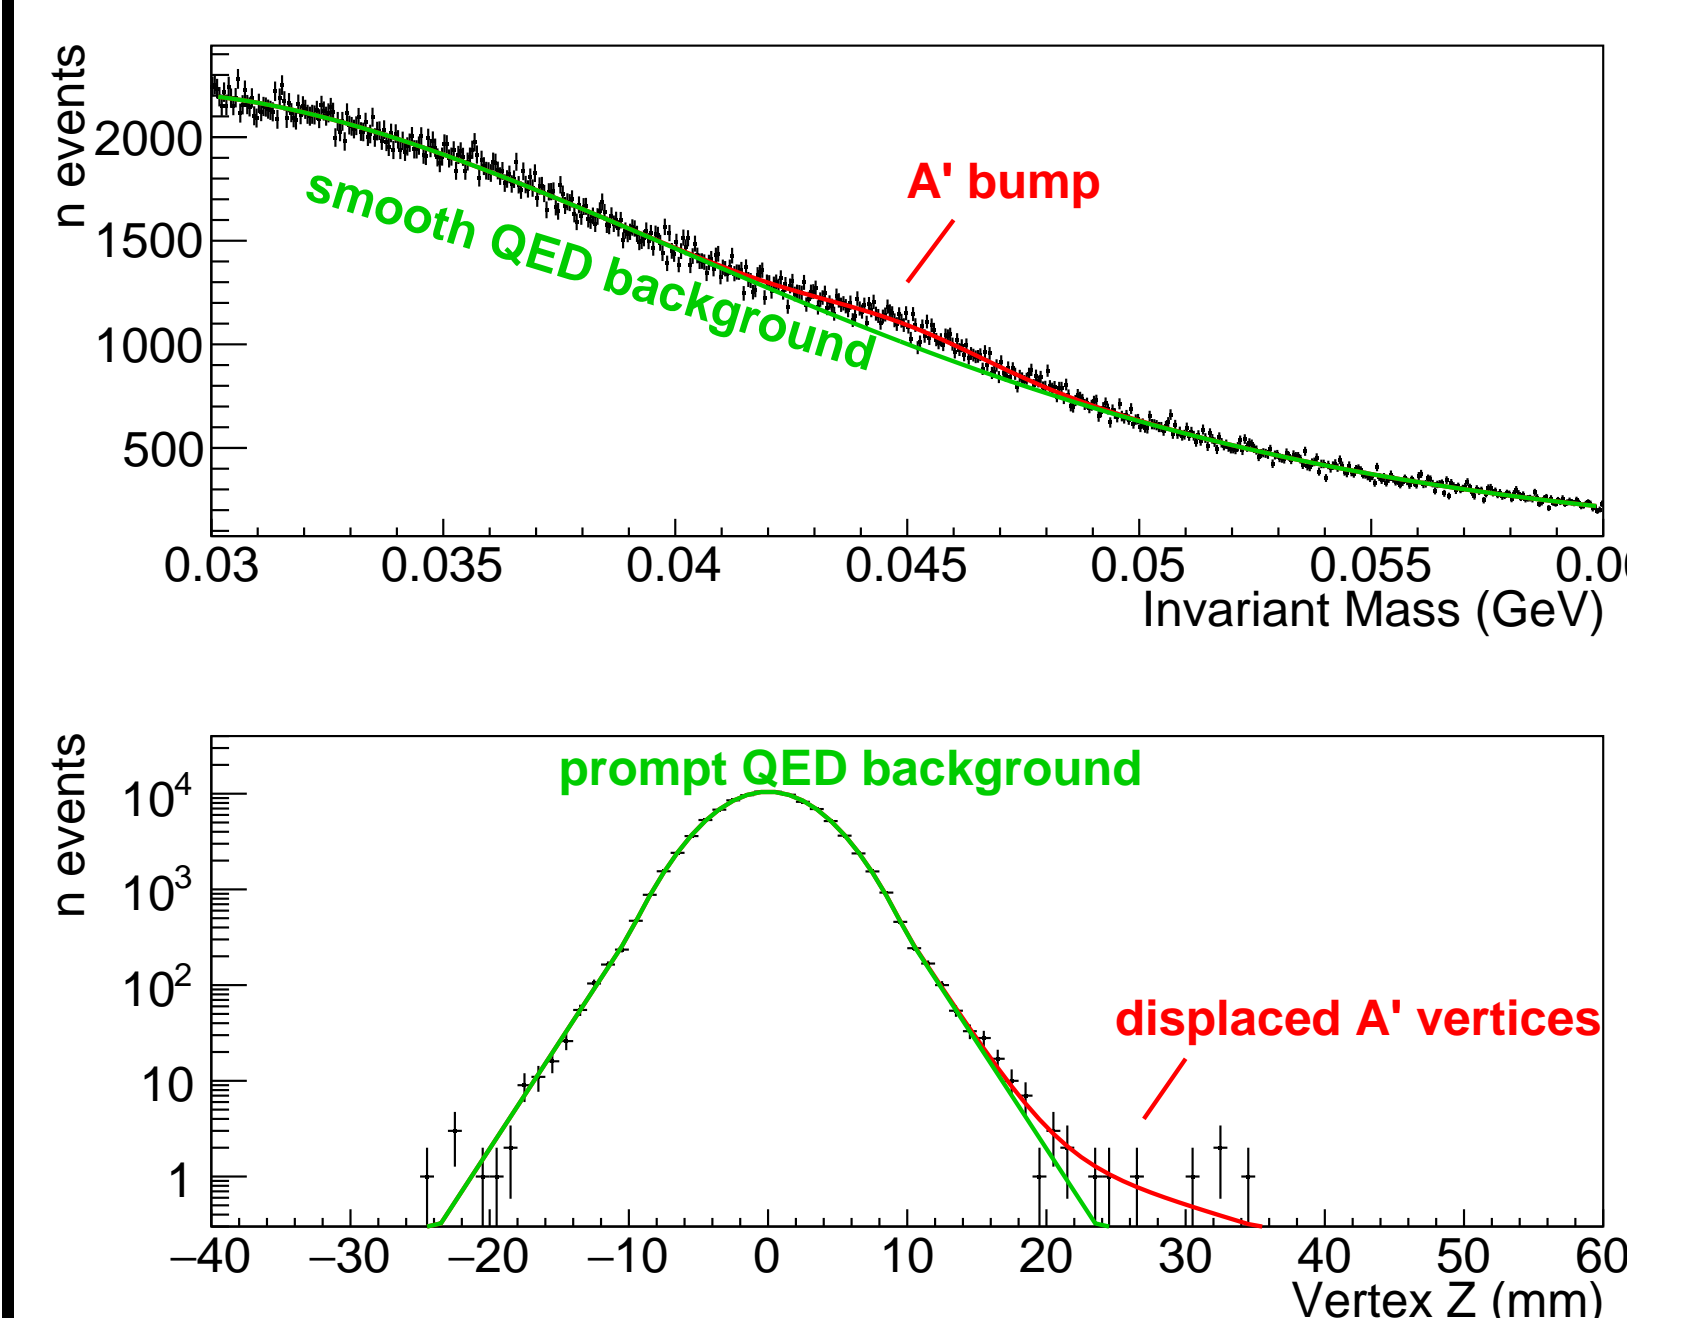 n events
2000
1500
1000
500
A' bump
smooth QED background
0.03 0.035 0.04 0.045 0.05 0.055 0.0
Invariant Mass (GeV)
n events
10⁴
10³
10²
10
1
prompt QED background
displaced A' vertices
−40 −30 −20 −10 0 10 20 30 40 50 60
Vertex Z (mm)